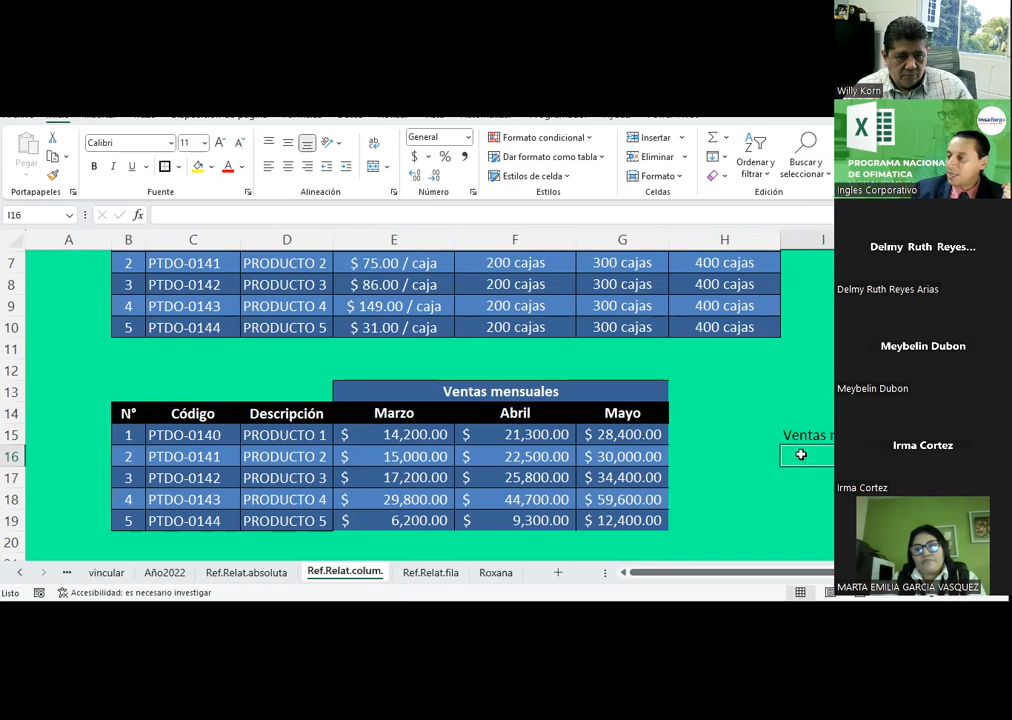 Pegar
Portapapeles
Calibri
11
N
K
S
A
Fuente
Alineación
General
$
%
Número
Formato condicional
Dar formato como tabla
Estilos de celda
Estilos
Insertar
Eliminar
Formato
Celdas
Ordenar y filtrar
Buscar y seleccionar
Edición
I16
fx
A B C D E F G H I
7 2 PTDO-0141 PRODUCTO 2 $ 75.00 / caja 200 cajas 300 cajas 400 cajas
8 3 PTDO-0142 PRODUCTO 3 $ 86.00 / caja 200 cajas 300 cajas 400 cajas
9 4 PTDO-0143 PRODUCTO 4 $ 149.00 / caja 200 cajas 300 cajas 400 cajas
10 5 PTDO-0144 PRODUCTO 5 $ 31.00 / caja 200 cajas 300 cajas 400 cajas
11
12
13 Ventas mensuales
14 N° Código Descripción Marzo Abril Mayo
15 1 PTDO-0140 PRODUCTO 1 $ 14,200.00 $ 21,300.00 $ 28,400.00 Ventas
16 2 PTDO-0141 PRODUCTO 2 $ 15,000.00 $ 22,500.00 $ 30,000.00
17 3 PTDO-0142 PRODUCTO 3 $ 17,200.00 $ 25,800.00 $ 34,400.00
18 4 PTDO-0143 PRODUCTO 4 $ 29,800.00 $ 44,700.00 $ 59,600.00
19 5 PTDO-0144 PRODUCTO 5 $ 6,200.00 $ 9,300.00 $ 12,400.00
20
... vincular Año2022 Ref.Relat.absoluta Ref.Relat.colum. Ref.Relat.fila Roxana +
Listo Accesibilidad: es necesario investigar
Willy Korn
X
Insaforp
PROGRAMA NACIONA
DE OFIMÁTICA
Ingles Corporativo
Delmy Ruth Reyes...
Delmy Ruth Reyes Arias
Meybelin Dubon
Meybelin Dubon
Irma Cortez
Irma Cortez
MARTA EMILIA GARCIA VASQUEZ